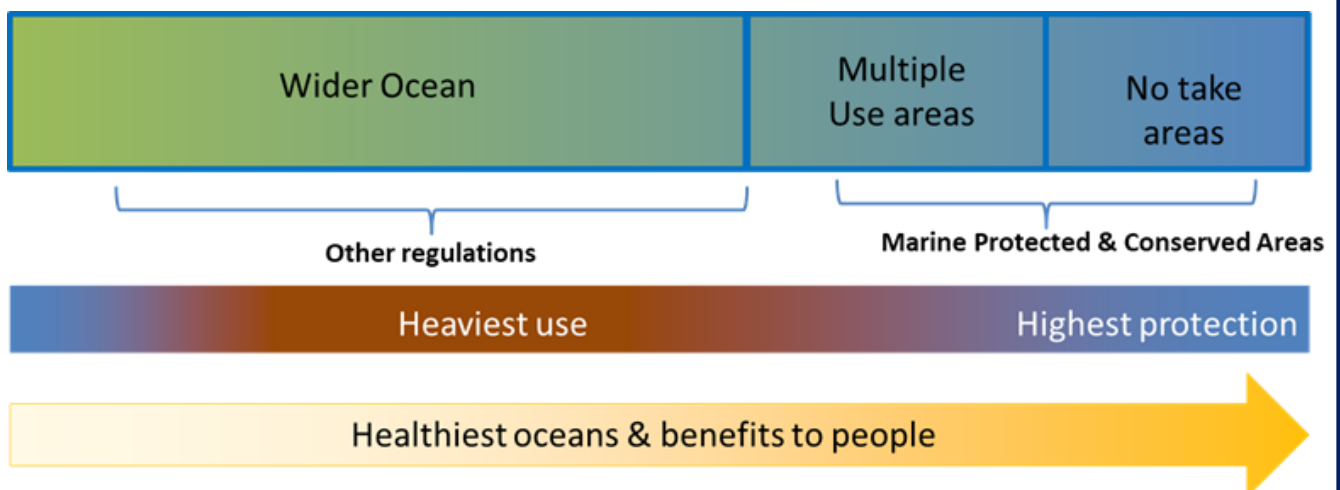 Wider Ocean
Multiple
Use areas
No take
areas
Other regulations
Marine Protected & Conserved Areas
Heaviest use
Highest protection
Healthiest oceans & benefits to people